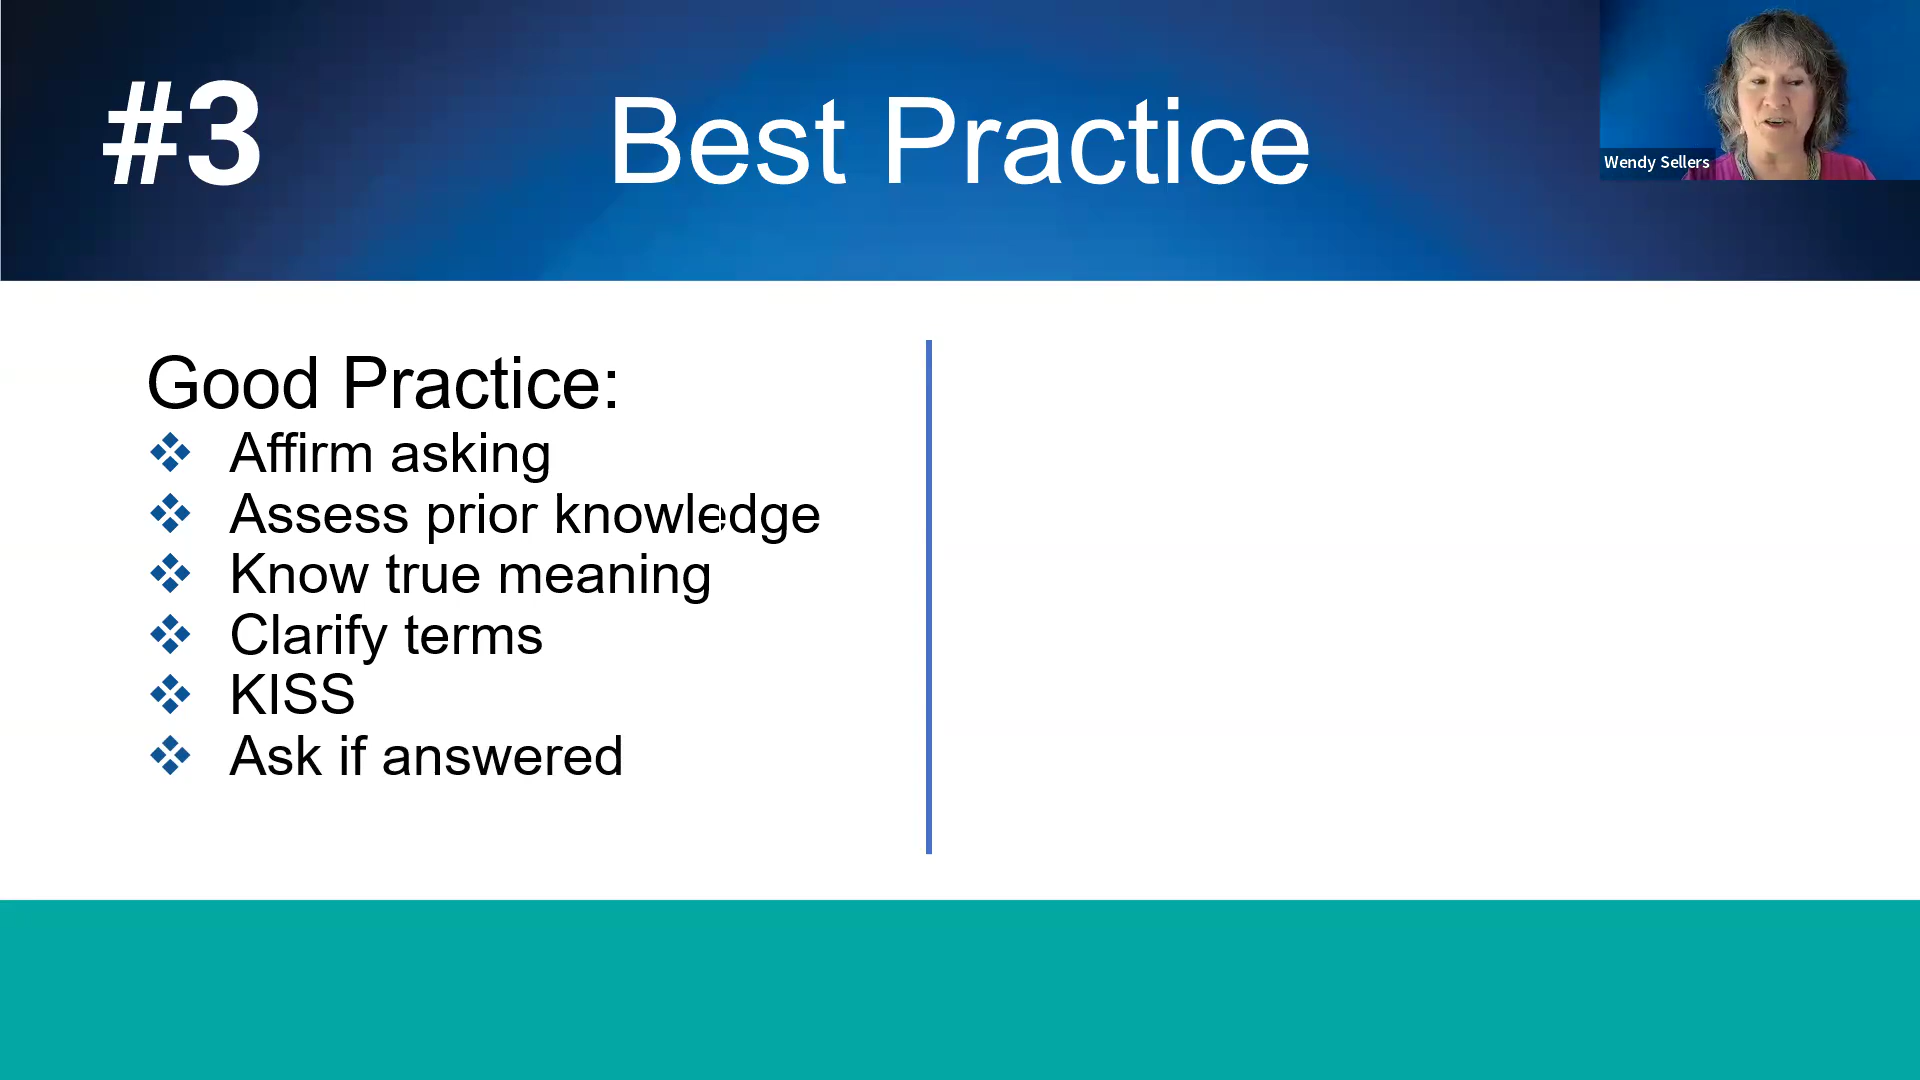 #3
Best Practice
Wendy Sellers
Good Practice:
Affirm asking
Assess prior knowledge
Know true meaning
Clarify terms
KISS
Ask if answered